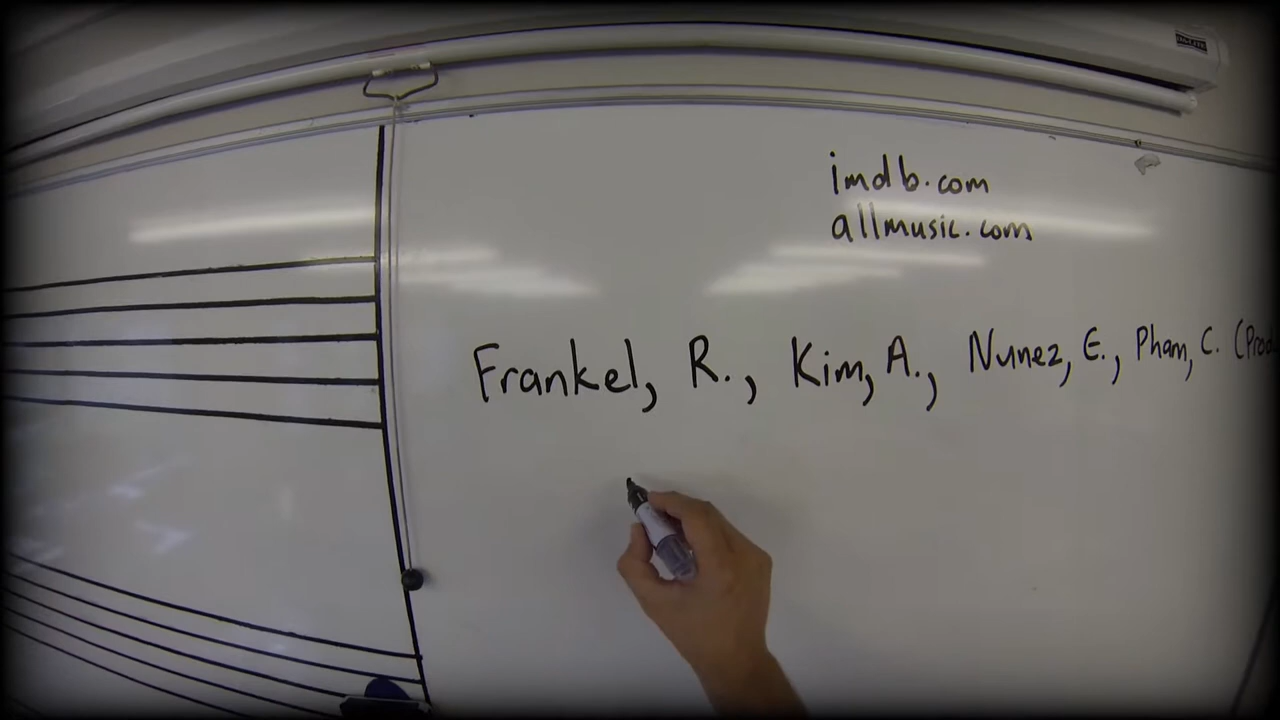 imdb.com
allmusic.com
Frankel, R., Kim, A., Nunez, E., Pham, C. (Prod